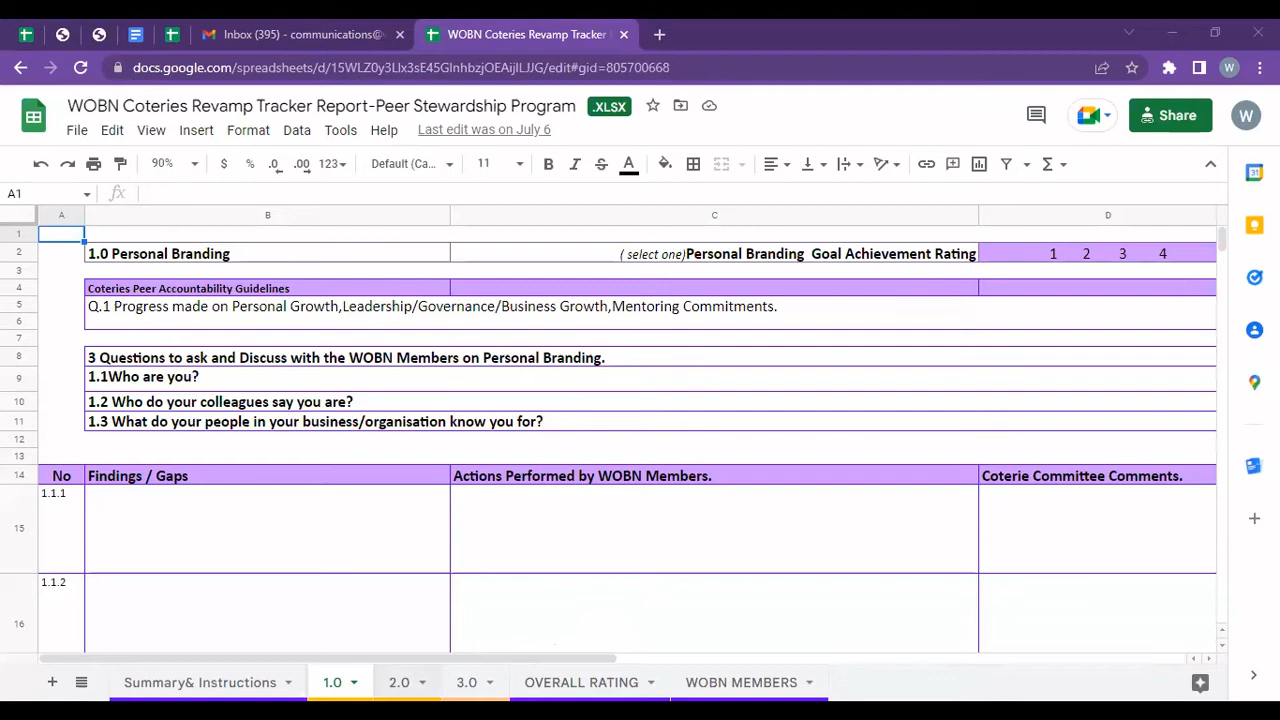 Inbox (395) - communications@
WOBN Coteries Revamp Tracker
docs.google.com/spreadsheets/d/15WLZ0y3LIx3sE45GInhbzjOEAijILJJG/edit#gid=805700668
W
WOBN Coteries Revamp Tracker Report-Peer Stewardship Program
.XLSX
Share
W
File Edit View Insert Format Data Tools Help Last edit was on July 6
90% $ % .0 .00 123 Default (Ca... 11 B I S A
A1 fx
A B C D
1
2 1.0 Personal Branding ( select one)Personal Branding Goal Achievement Rating 1 2 3 4
3
4 Coteries Peer Accountability Guidelines
5 Q.1 Progress made on Personal Growth,Leadership/Governance/Business Growth,Mentoring Commitments.
6
7
8 3 Questions to ask and Discuss with the WOBN Members on Personal Branding.
9 1.1Who are you?
10 1.2 Who do your colleagues say you are?
11 1.3 What do your people in your business/organisation know you for?
12
13
14 No Findings / Gaps Actions Performed by WOBN Members. Coterie Committee Comments.
1.1.1
15
1.1.2
16
Summary& Instructions 1.0 2.0 3.0 OVERALL RATING WOBN MEMBERS